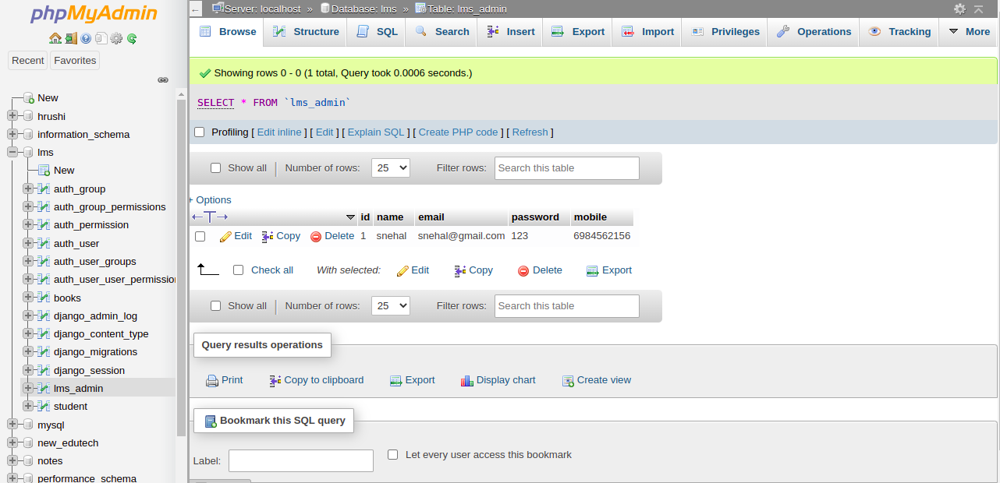 phpMyAdmin
Recent Favorites
New
hrushi
information_schema
lms
New
auth_group
auth_group_permissions
auth_permission
auth_user
auth_user_groups
auth_user_user_permission
books
django_admin_log
django_content_type
django_migrations
django_session
lms_admin
student
mysql
new_edutech
notes
performance_schema
Server: localhost » Database: lms » Table: lms_admin
Browse Structure SQL Search Insert Export Import Privileges Operations Tracking More
Showing rows 0 - 0 (1 total, Query took 0.0006 seconds.)
SELECT * FROM `lms_admin`
Profiling [ Edit inline ] [ Edit ] [ Explain SQL ] [ Create PHP code ] [ Refresh ]
Show all | Number of rows: 25 Filter rows: Search this table
+ Options
←T→ id name email password mobile
Edit Copy Delete 1 snehal snehal@gmail.com 123 6984562156
Check all With selected: Edit Copy Delete Export
Show all | Number of rows: 25 Filter rows: Search this table
Query results operations
Print Copy to clipboard Export Display chart Create view
Bookmark this SQL query
Label: Let every user access this bookmark